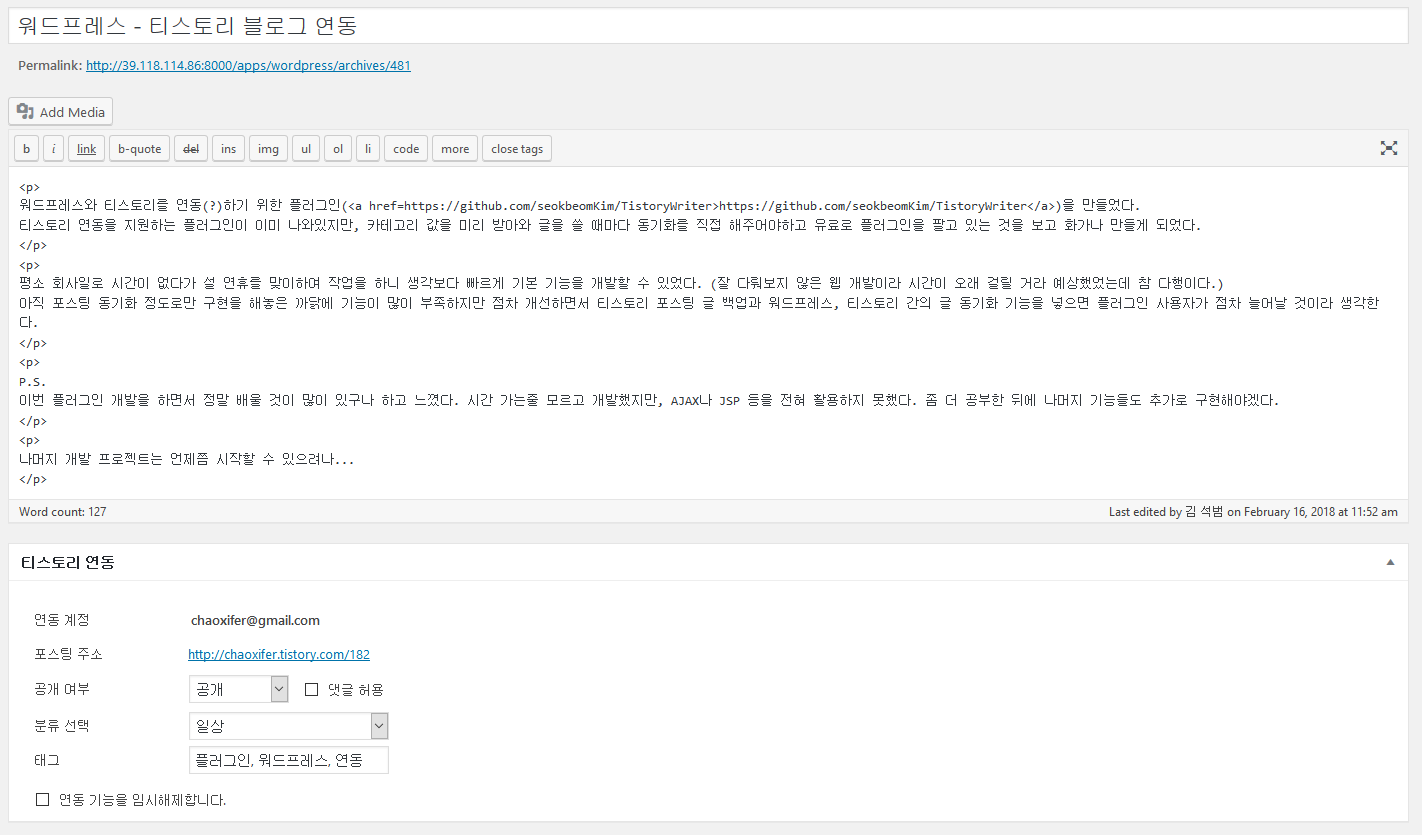 워드프레스 - 티스토리 블로그 연동
Permalink: http://39.118.114.86:8000/apps/wordpress/archives/481
Add Media
b i link b-quote del ins img ul ol li code more close tags
<p>
워드프레스와 티스토리를 연동(?)하기 위한 플러그인(<a href=https://github.com/seokbeomKim/TistoryWriter>https://github.com/seokbeomKim/TistoryWriter</a>)을 만들었다.
티스토리 연동을 지원하는 플러그인이 이미 나와있지만, 카테고리 값을 미리 받아와 글을 쓸 때마다 동기화를 직접 해주어야하고 유료로 플러그인을 팔고 있는 것을 보고 화가나 만들게 되었다.
</p>
<p>
평소 회사일로 시간이 없다가 설 연휴를 맞이하여 작업을 하니 생각보다 빠르게 기본 기능을 개발할 수 있었다. (잘 다뤄보지 않은 웹 개발이라 시간이 오래 걸릴 거라 예상했었는데 참 다행이다.)
아직 포스팅 동기화 정도로만 구현을 해놓은 까닭에 기능이 많이 부족하지만 점차 개선하면서 티스토리 포스팅 글 백업과 워드프레스, 티스토리 간의 글 동기화 기능을 넣으면 플러그인 사용자가 점차 늘어날 것이라 생각한
다.
</p>
<p>
P.S.
이번 플러그인 개발을 하면서 정말 배울 것이 많이 있구나 하고 느꼈다. 시간 가는줄 모르고 개발했지만, AJAX나 JSP 등을 전혀 활용하지 못했다. 좀 더 공부한 뒤에 나머지 기능들도 추가로 구현해야겠다.
</p>
<p>
나머지 개발 프로젝트는 언제쯤 시작할 수 있으려나...
</p>
Word count: 127 Last edited by 김 석범 on February 16, 2018 at 11:52 am
티스토리 연동
연동 계정 chaoxifer@gmail.com
포스팅 주소 http://chaoxifer.tistory.com/182
공개 여부 공개 댓글 허용
분류 선택 일상
태그 플러그인, 워드프레스, 연동
연동 기능을 임시해제합니다.